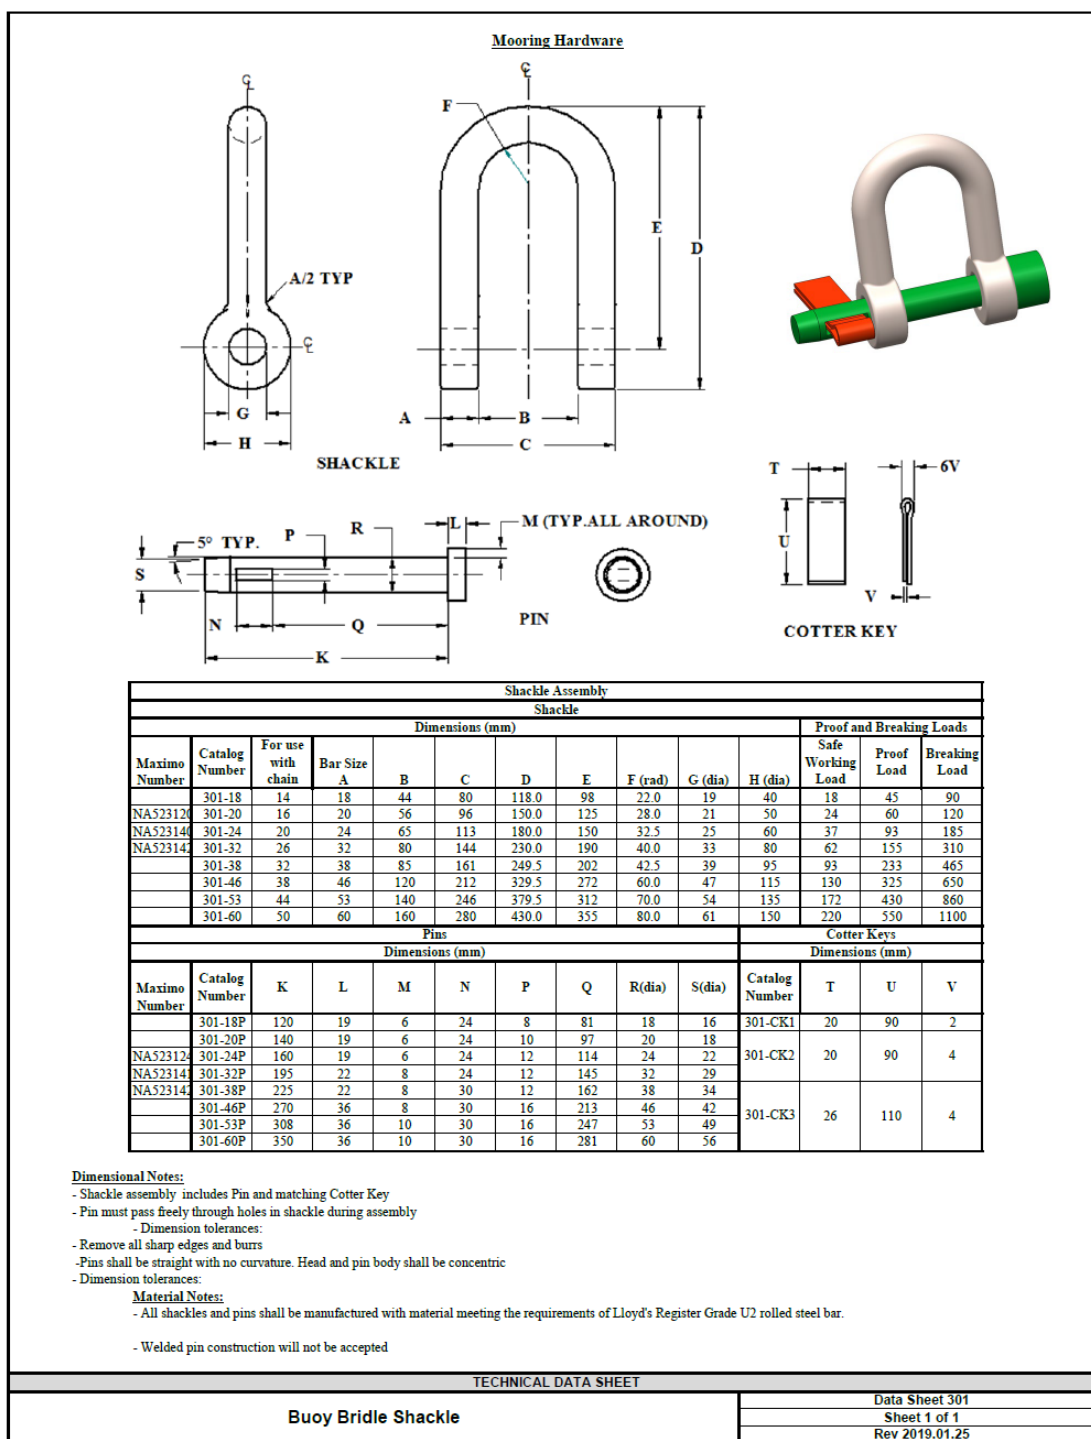 Mooring Hardware
℄
℄
F
E
D
A/2 TYP
℄
G
H
A
B
C
SHACKLE
T
6V
U
V
COTTER KEY
L
M (TYP.ALL AROUND)
R
P
5° TYP.
S
N
Q
K
PIN
Shackle Assembly
Shackle
Dimensions (mm) Proof and Breaking Loads
Maximo Number Catalog Number For use with chain Bar Size A B C D E F (rad) G (dia) H (dia) Safe Working Load Proof Load Breaking Load
301-18 14 18 44 80 118.0 98 22.0 19 40 18 45 90
NA523120 301-20 16 20 56 96 150.0 125 28.0 21 50 24 60 120
NA523140 301-24 20 24 65 113 180.0 150 32.5 25 60 37 93 185
NA523142 301-32 26 32 80 144 230.0 190 40.0 33 80 62 155 310
301-38 32 38 85 161 249.5 202 42.5 39 95 93 233 465
301-46 38 46 120 212 329.5 272 60.0 47 115 130 325 650
301-53 44 53 140 246 379.5 312 70.0 54 135 172 430 860
301-60 50 60 160 280 430.0 355 80.0 61 150 220 550 1100
Pins Cotter Keys
Dimensions (mm) Dimensions (mm)
Maximo Number Catalog Number K L M N P Q R(dia) S(dia) Catalog Number T U V
301-18P 120 19 6 24 8 81 18 16 301-CK1 20 90 2
301-20P 140 19 6 24 10 97 20 18
NA523124 301-24P 160 19 6 24 12 114 24 22 301-CK2 20 90 4
NA523141 301-32P 195 22 8 24 12 145 32 29
NA523142 301-38P 225 22 8 30 12 162 38 34
301-46P 270 36 8 30 16 213 46 42 301-CK3 26 110 4
301-53P 308 36 10 30 16 247 53 49
301-60P 350 36 10 30 16 281 60 56
Dimensional Notes:
- Shackle assembly includes Pin and matching Cotter Key
- Pin must pass freely through holes in shackle during assembly
- Dimension tolerances:
- Remove all sharp edges and burrs
-Pins shall be straight with no curvature. Head and pin body shall be concentric
- Dimension tolerances:
Material Notes:
- All shackles and pins shall be manufactured with material meeting the requirements of Lloyd's Register Grade U2 rolled steel bar.
- Welded pin construction will not be accepted
TECHNICAL DATA SHEET
Buoy Bridle Shackle
Data Sheet 301
Sheet 1 of 1
Rev 2019.01.25